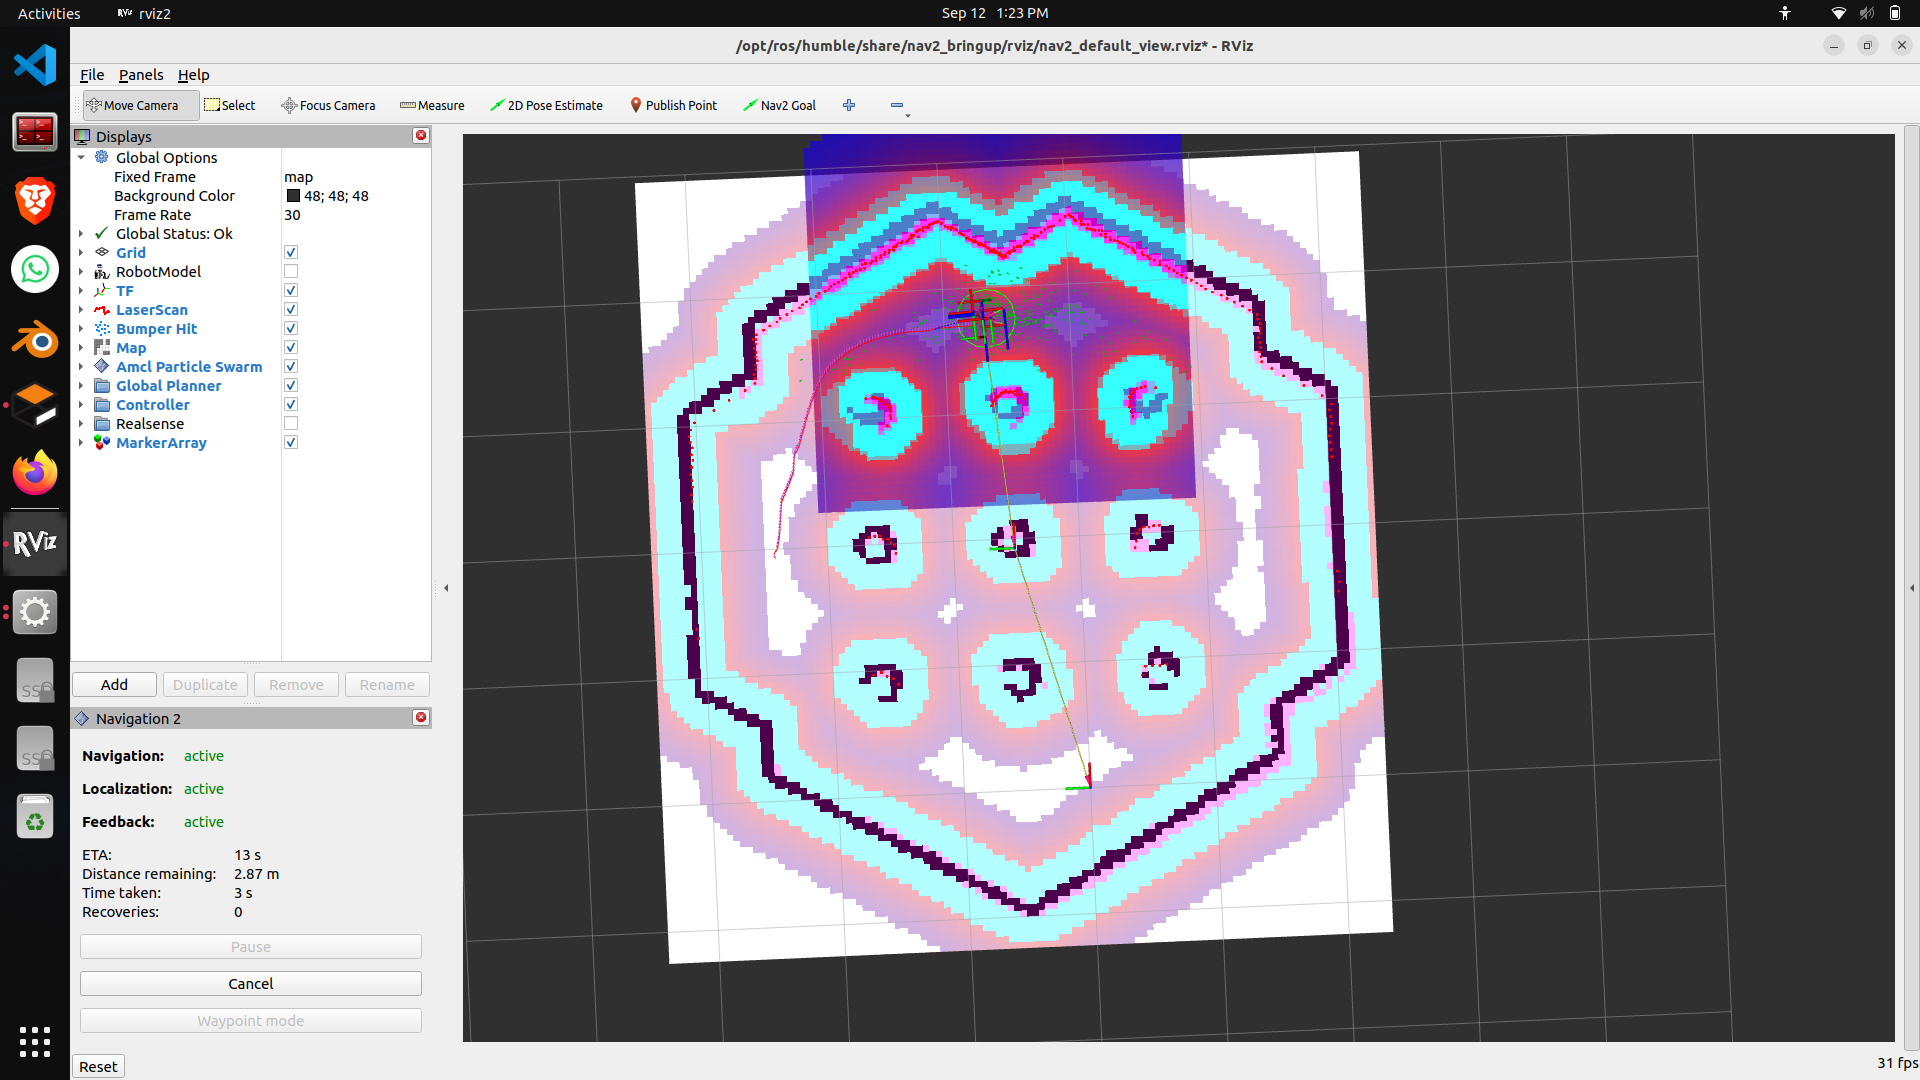 Activities
rviz2
Sep 12 1:23 PM
/opt/ros/humble/share/nav2_bringup/rviz/nav2_default_view.rviz* - RViz
File Panels Help
Move Camera Select Focus Camera Measure 2D Pose Estimate Publish Point Nav2 Goal
Displays
Global Options
Fixed Frame map
Background Color 48; 48; 48
Frame Rate 30
Global Status: Ok
Grid
RobotModel
TF
LaserScan
Bumper Hit
Map
Amcl Particle Swarm
Global Planner
Controller
Realsense
MarkerArray
Add Duplicate Remove Rename
Navigation 2
Navigation: active
Localization: active
Feedback: active
ETA: 13 s
Distance remaining: 2.87 m
Time taken: 3 s
Recoveries: 0
Pause
Cancel
Waypoint mode
Reset
31 fps
RViz
SS
SS